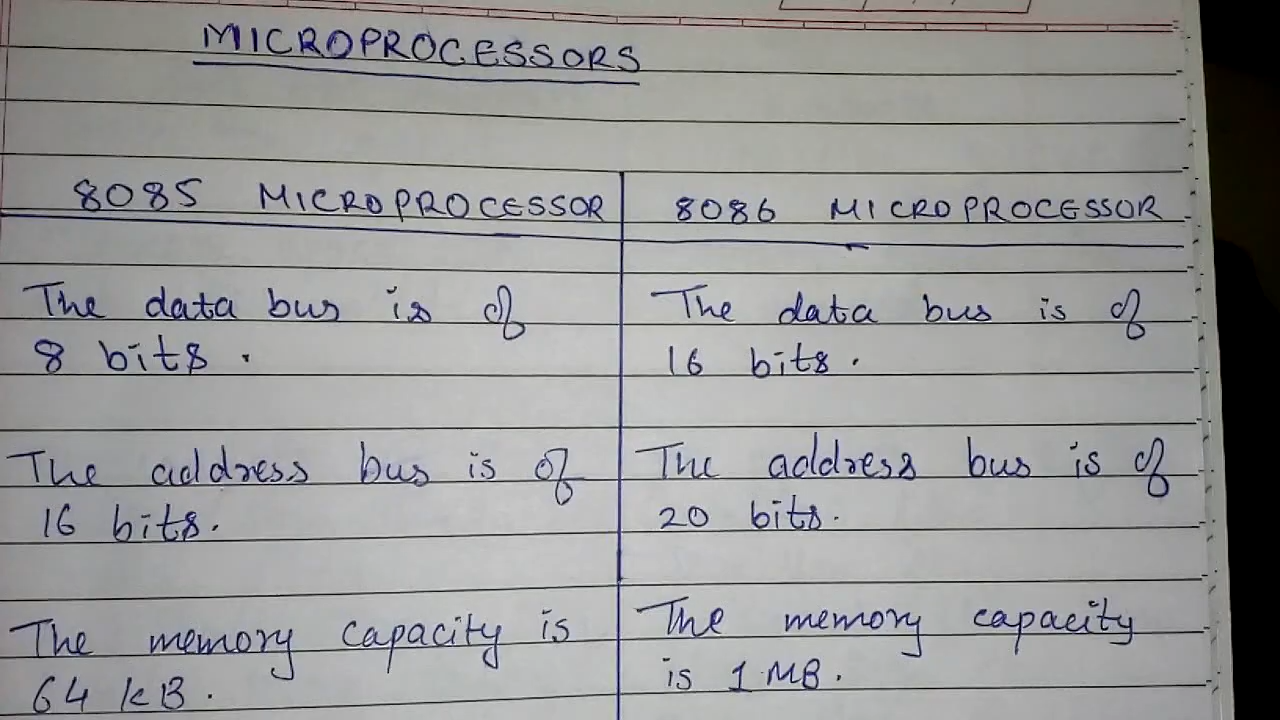 MICROPROCESSORS
8085 MICROPROCESSOR
The data bus is of
8 bits.
The address bus is of
16 bits.
The memory capacity is
64 kB.
8086 MICROPROCESSOR
The data bus is of
16 bits.
The address bus is of
20 bits.
The memory capacity
is 1 MB.